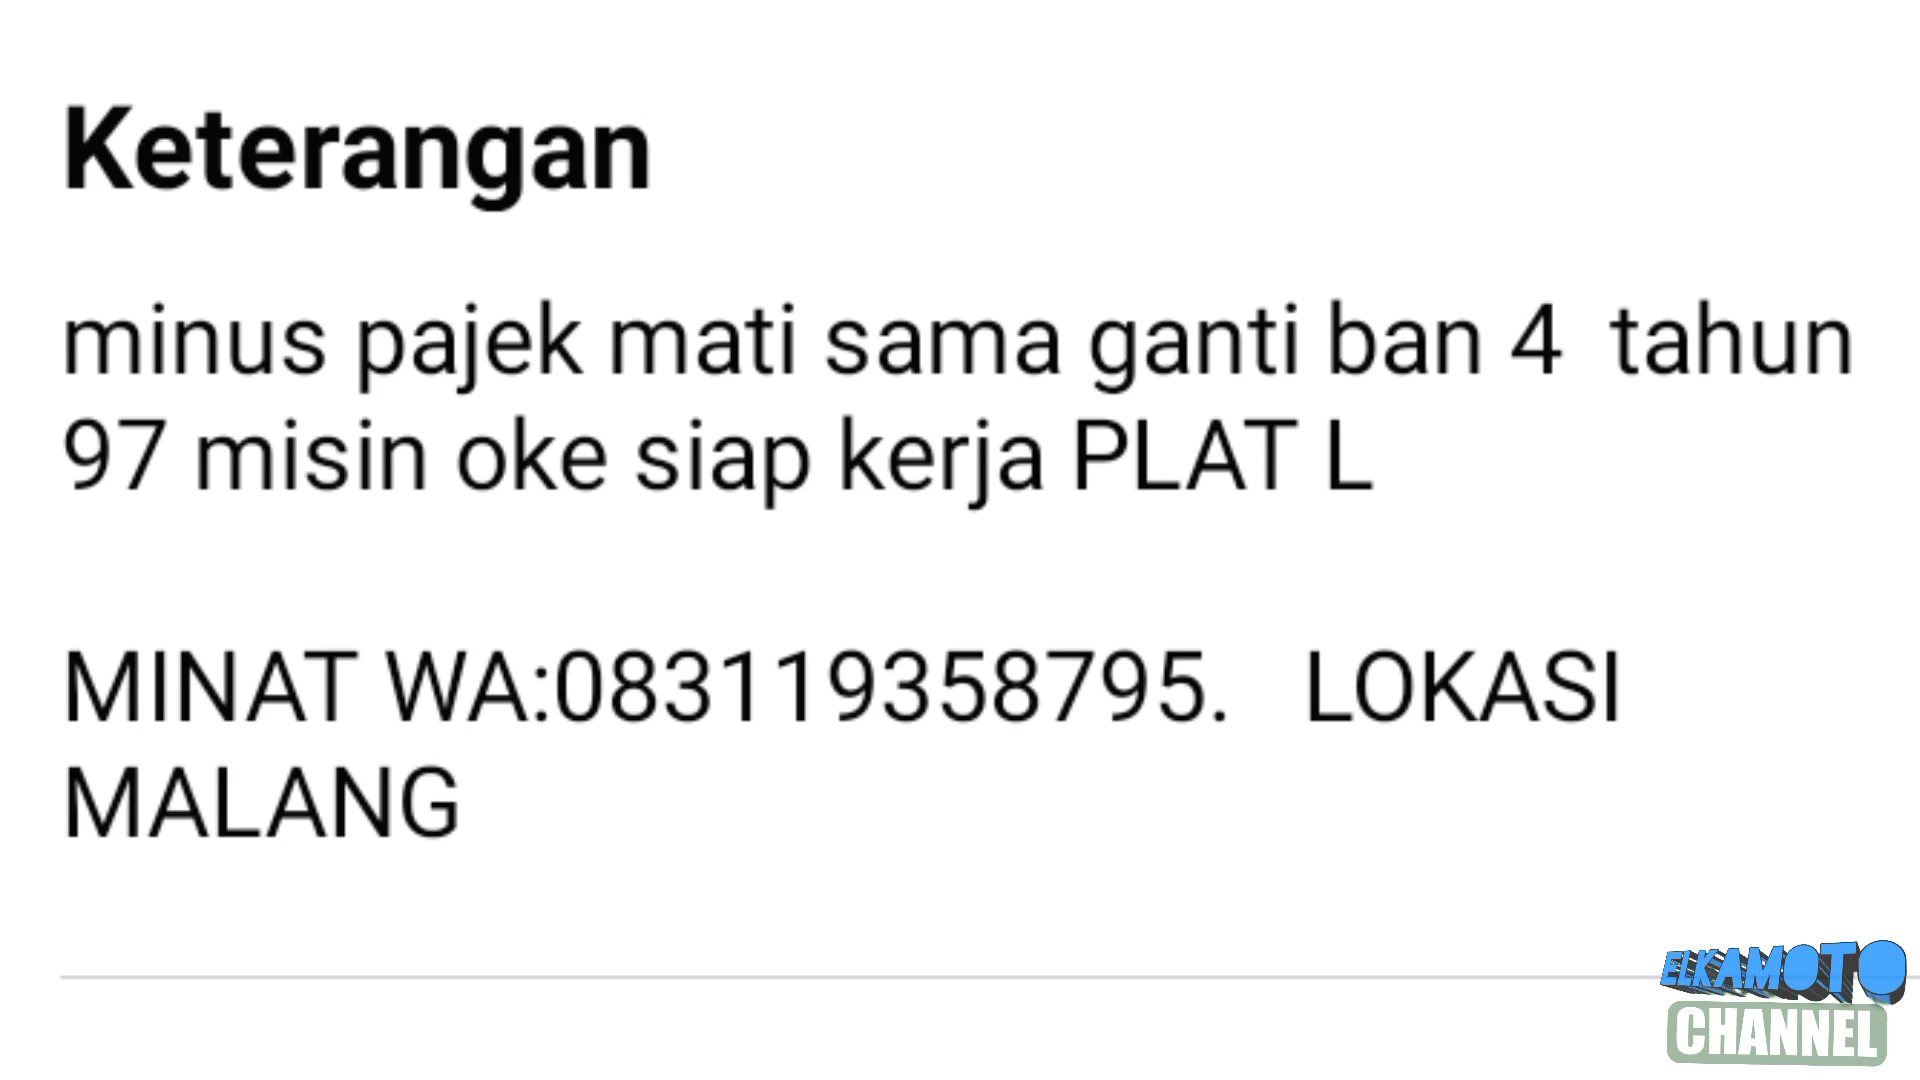 Keterangan
minus pajek mati sama ganti ban 4  tahun
97 misin oke siap kerja PLAT L
MINAT WA:083119358795.   LOKASI
MALANG
ELKAMOTO
CHANNEL